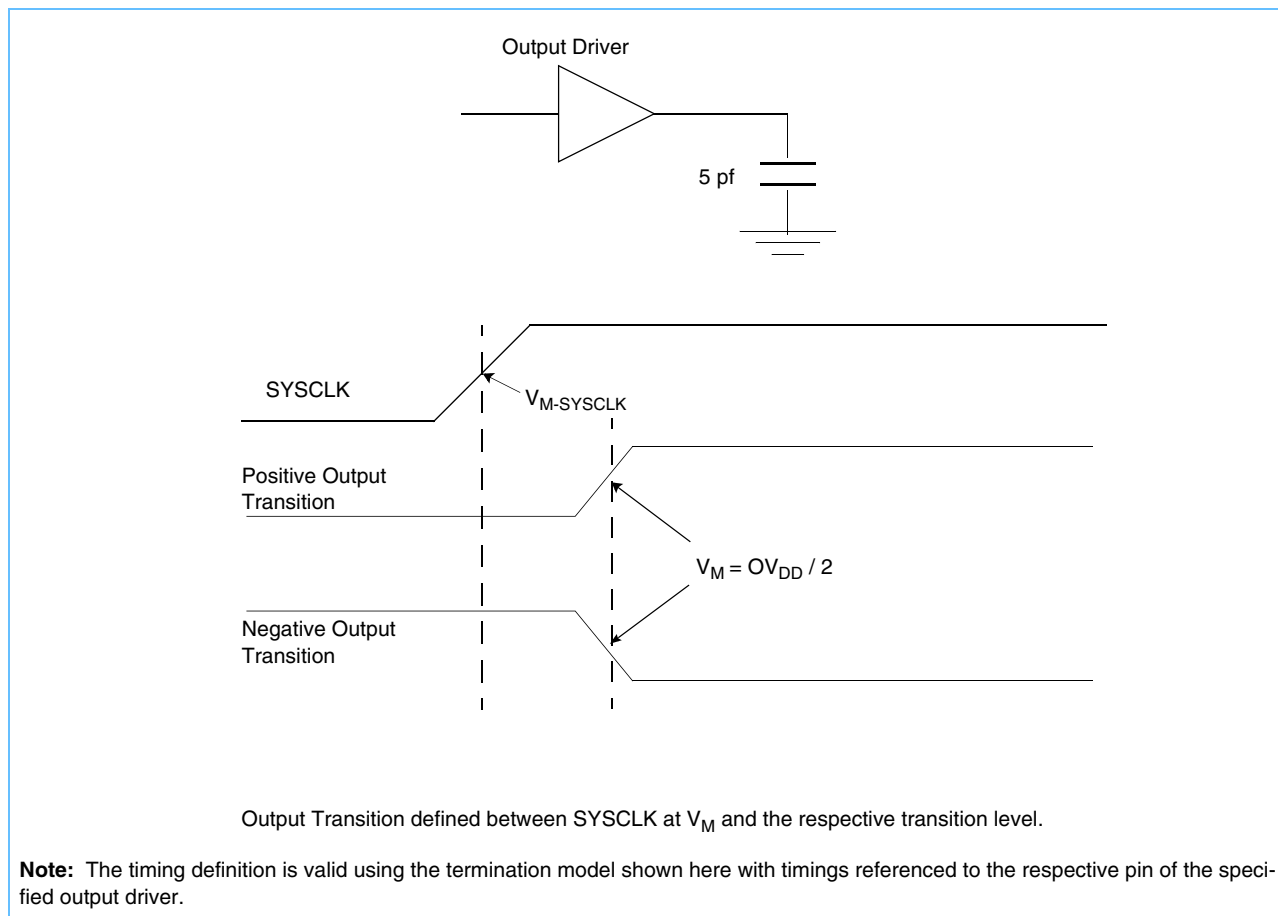 Output Driver
5 pf
SYSCLK
VM-SYSCLK
Positive Output
Transition
VM = OVDD / 2
Negative Output
Transition
Output Transition defined between SYSCLK at VM and the respective transition level.
Note: The timing definition is valid using the termination model shown here with timings referenced to the respective pin of the speci-
fied output driver.